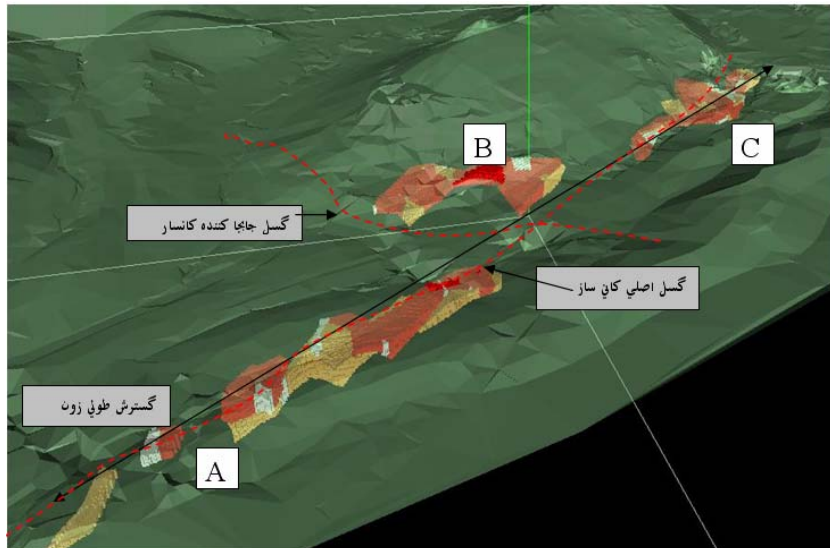 C
B
گسل جابجا کننده کانسار
گسل اصلي کاني ساز
گسترش طولي زون
A